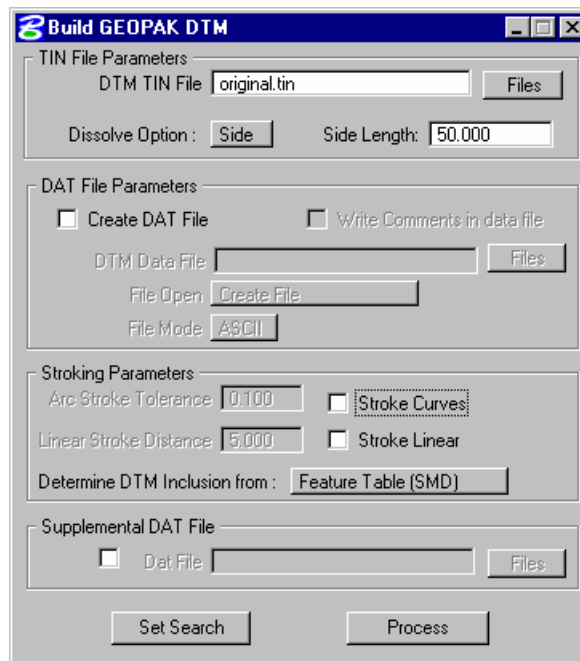 Build GEOPAK DTM
TIN File Parameters
DTM TIN File original.tin Files
Dissolve Option : Side Side Length: 50.000
DAT File Parameters
Create DAT File Write Comments in data file
DTM Data File Files
File Open Create File
File Mode ASCII
Stroking Parameters
Arc Stroke Tolerance 0.100 Stroke Curves
Linear Stroke Distance 5.000 Stroke Linear
Determine DTM Inclusion from : Feature Table (SMD)
Supplemental DAT File
Dat File Files
Set Search Process